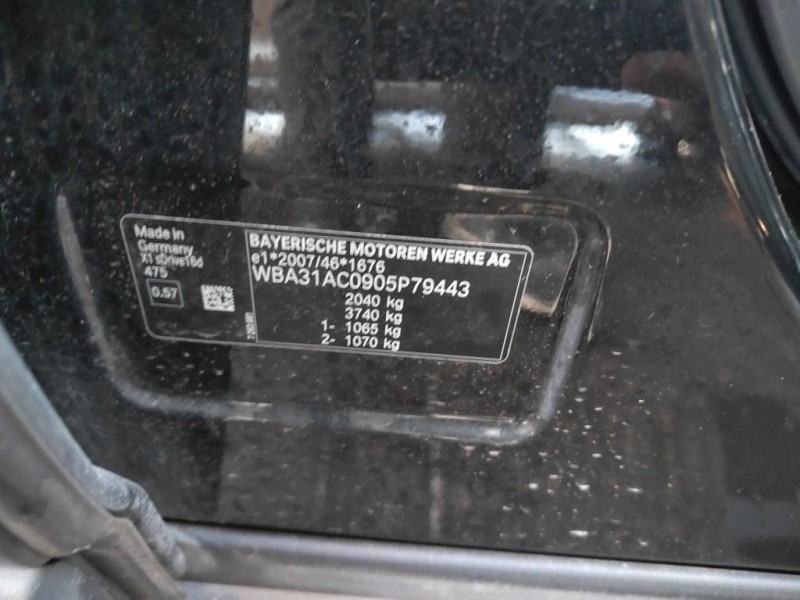 Made in
Germany
X1 sDrive16d
475
0.57
BAYERISCHE MOTOREN WERKE AG
e1*2007/46*1676
WBA31AC0905P79443
2040 kg
3740 kg
1- 1065 kg
2- 1070 kg